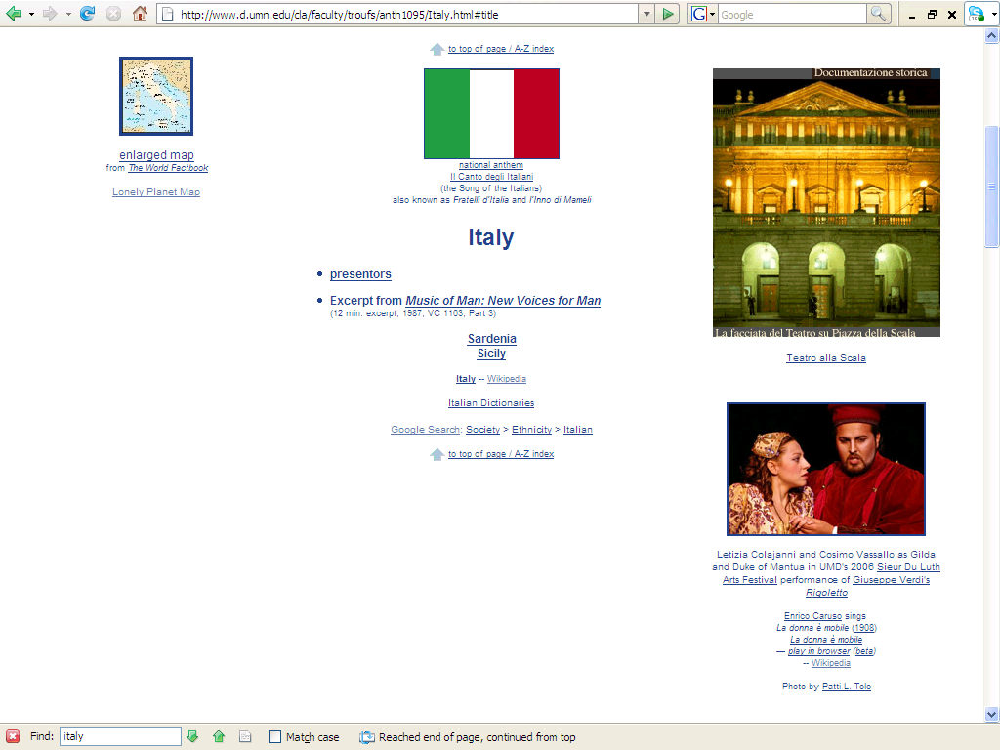 http://www.d.umn.edu/cla/faculty/troufs/anth1095/Italy.html#title
Google
to top of page / A-Z index
enlarged map
from The World Factbook
Lonely Planet Map
national anthem
Il Canto degli Italiani
(the Song of the Italians)
also known as Fratelli d'Italia and l'Inno di Mameli
Italy
presentors
Excerpt from Music of Man: New Voices for Man
(12 min. excerpt, 1987, VC 1163, Part 3)
Sardenia
Sicily
Italy -- Wikipedia
Italian Dictionaries
Google Search: Society > Ethnicity > Italian
to top of page / A-Z index
Documentazione storica
La facciata del Teatro su Piazza della Scala
Teatro alla Scala
Letizia Colajanni and Cosimo Vassallo as Gilda
and Duke of Mantua in UMD's 2006 Sieur Du Luth
Arts Festival performance of Giuseppe Verdi's
Rigoletto
Enrico Caruso sings
La donna è mobile (1908)
La donna è mobile
— play in browser (beta)
-- Wikipedia
Photo by Patti L. Tolo
Find: italy
Match case
Reached end of page, continued from top